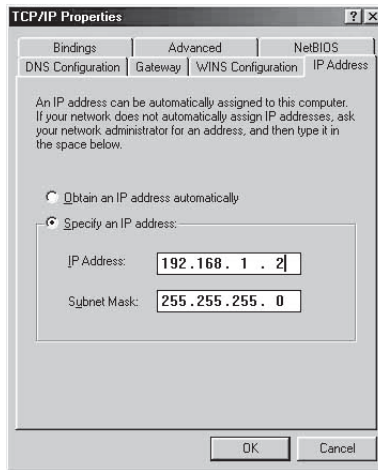 TCP/IP Properties
Bindings Advanced NetBIOS
DNS Configuration Gateway WINS Configuration IP Address
An IP address can be automatically assigned to this computer.
If your network does not automatically assign IP addresses, ask
your network administrator for an address, and then type it in
the space below.
Obtain an IP address automatically
Specify an IP address:
IP Address: 192.168. 1 . 2
Subnet Mask: 255.255.255. 0
OK Cancel